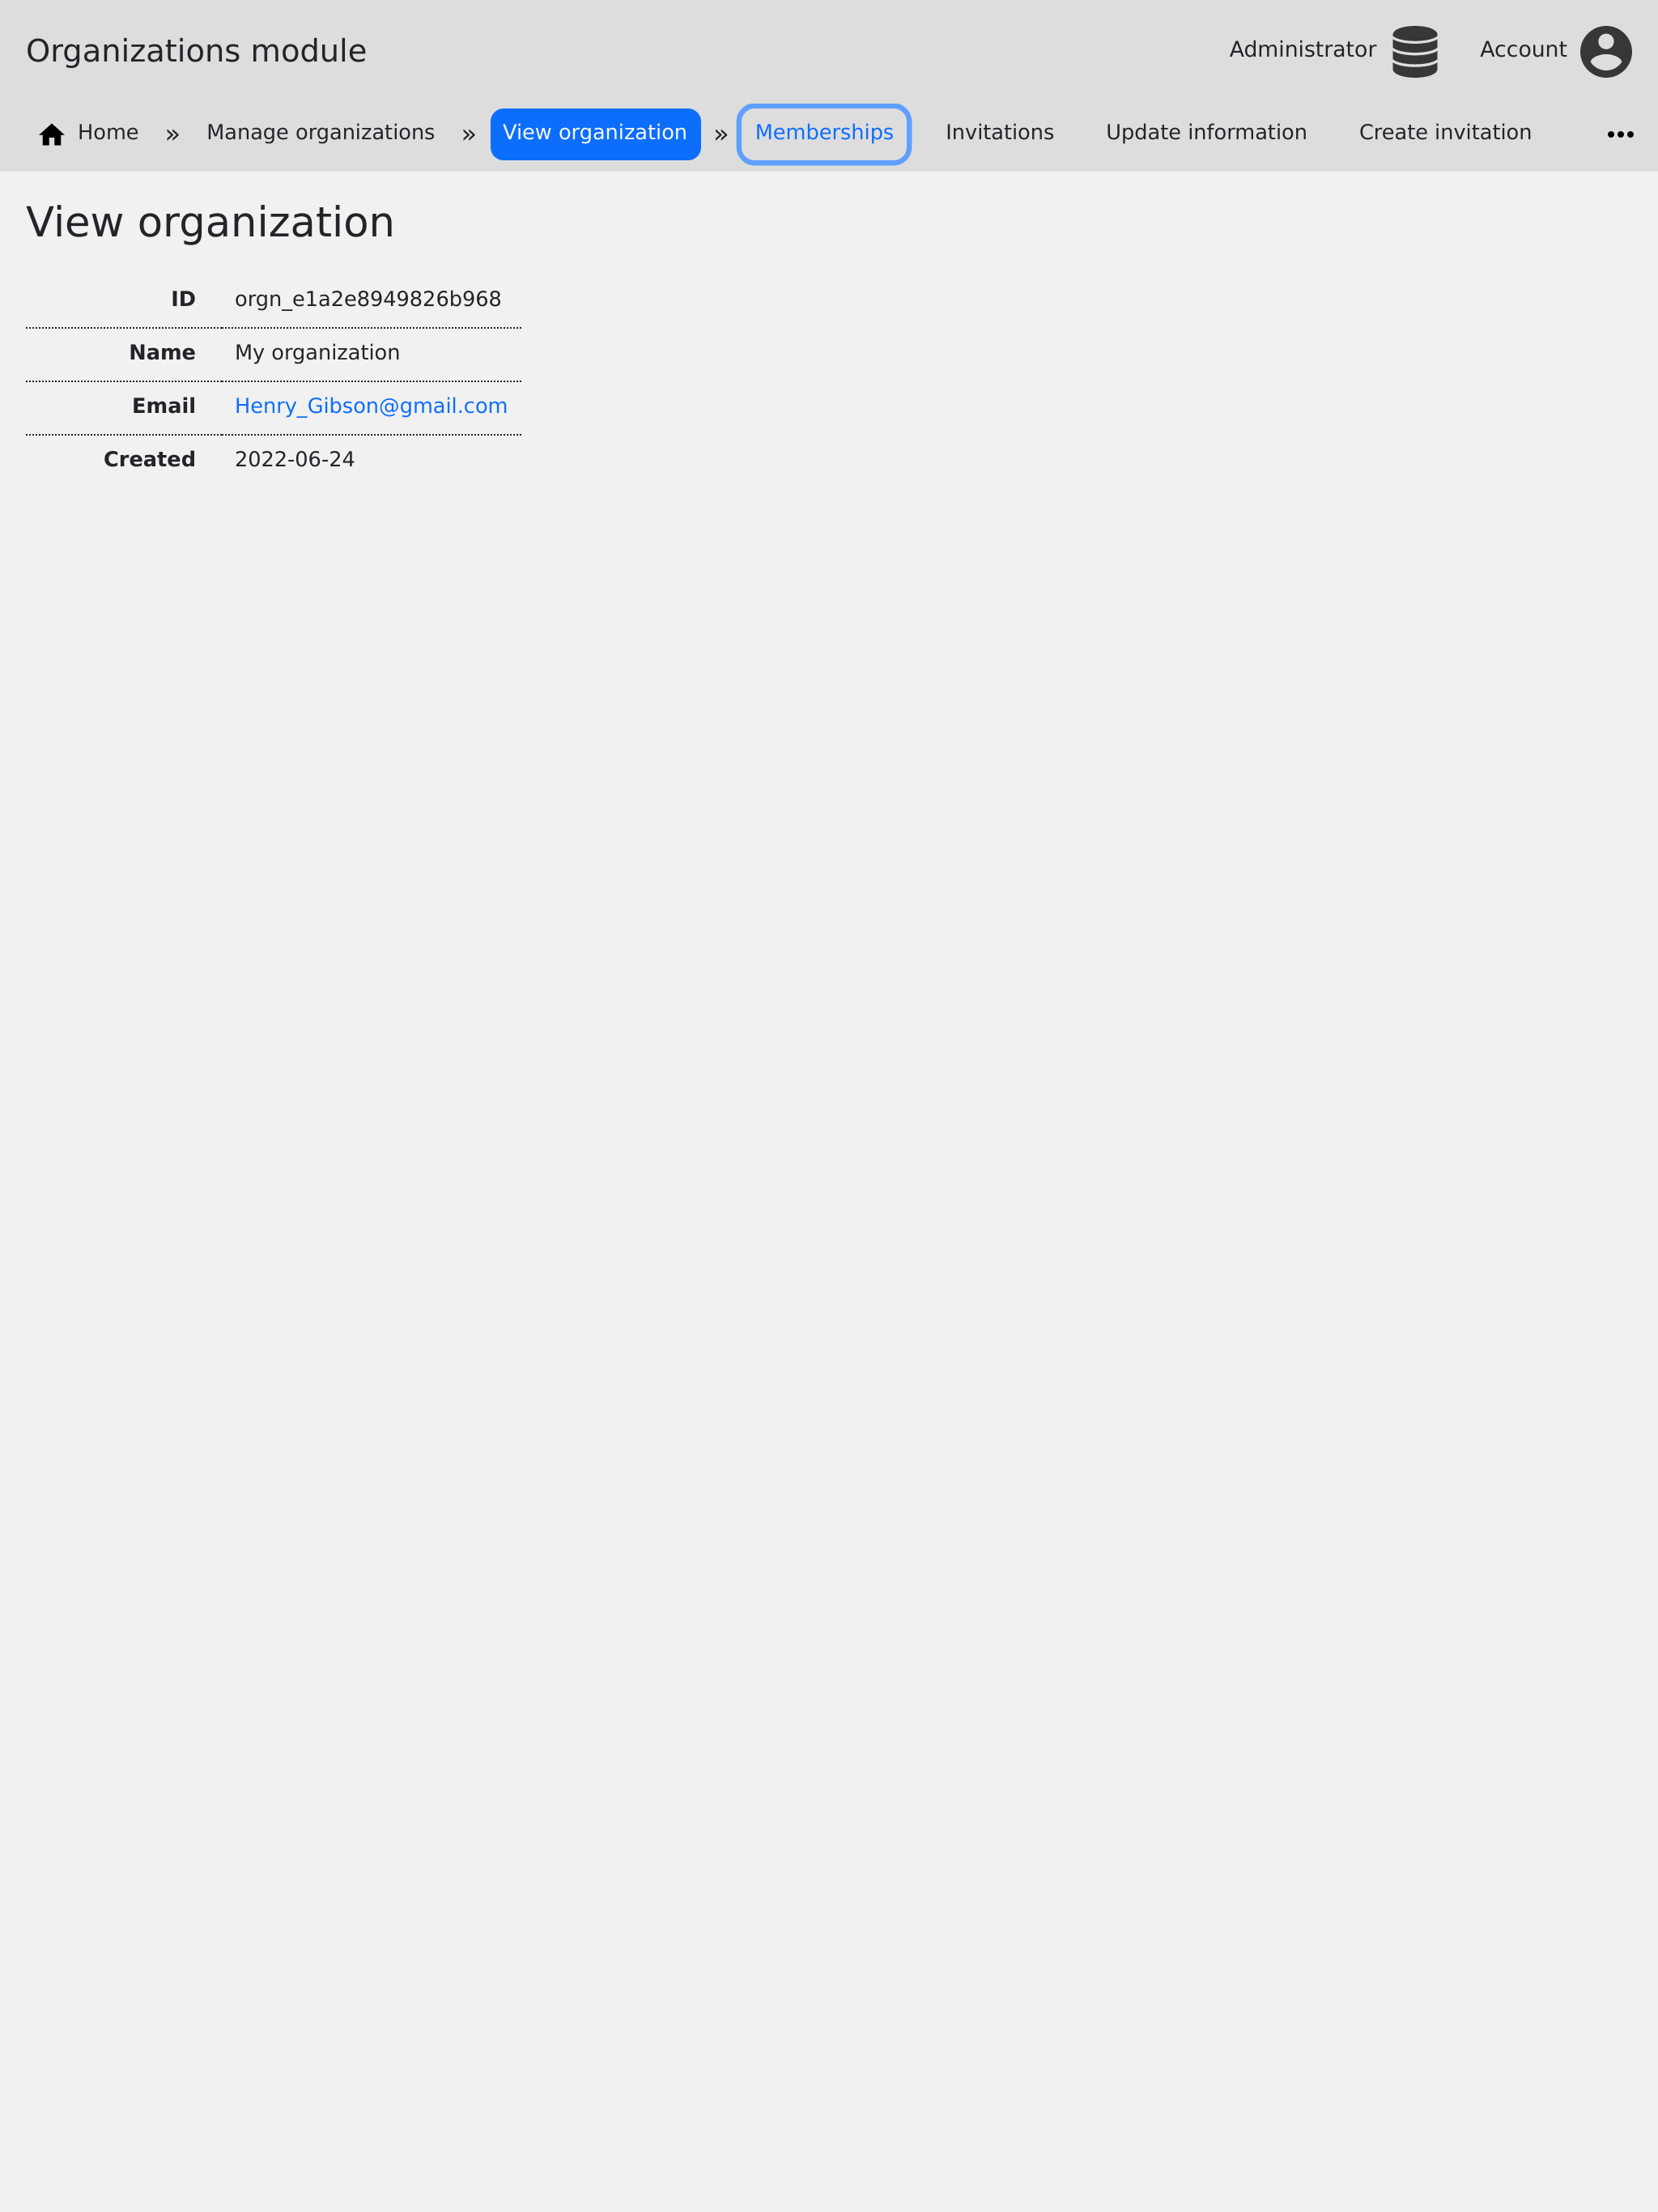 Organizations module
Administrator
Account
Home » Manage organizations » View organization » Memberships Invitations Update information Create invitation •••
View organization
ID orgn_e1a2e8949826b968
Name My organization
Email Henry_Gibson@gmail.com
Created 2022-06-24